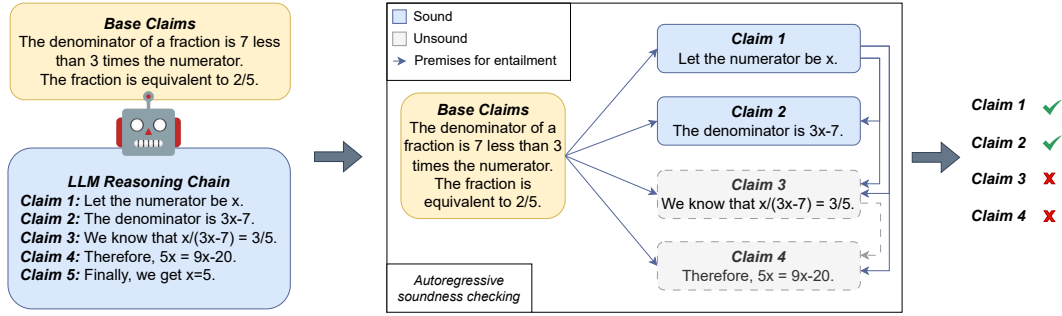 Base Claims
The denominator of a fraction is 7 less
than 3 times the numerator.
The fraction is equivalent to 2/5.
LLM Reasoning Chain
Claim 1: Let the numerator be x.
Claim 2: The denominator is 3x-7.
Claim 3: We know that x/(3x-7) = 3/5.
Claim 4: Therefore, 5x = 9x-20.
Claim 5: Finally, we get x=5.
Sound
Unsound
Premises for entailment
Base Claims
The denominator of a
fraction is 7 less than 3
times the numerator.
The fraction is
equivalent to 2/5.
Claim 1
Let the numerator be x.
Claim 2
The denominator is 3x-7.
Claim 3
We know that x/(3x-7) = 3/5.
Claim 4
Therefore, 5x = 9x-20.
Autoregressive
soundness checking
Claim 1
Claim 2
Claim 3
Claim 4